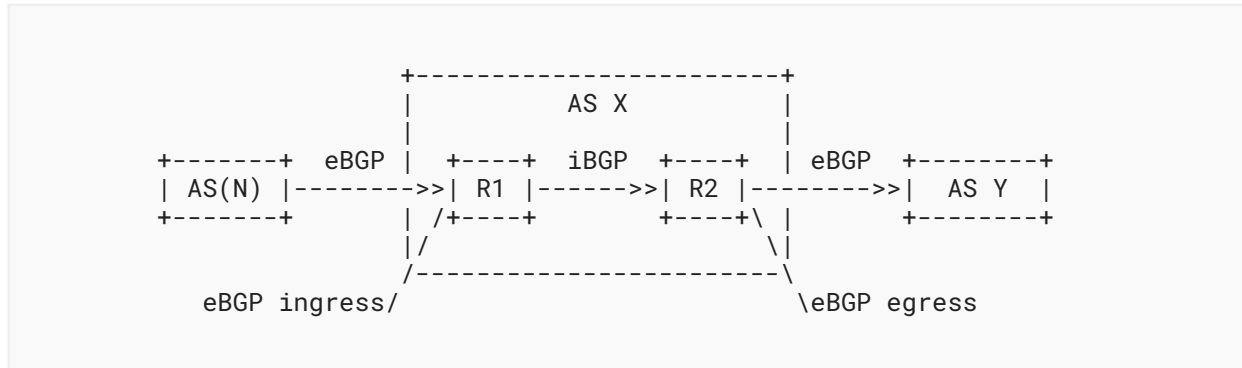 +------------------------+
|          AS X          |
|                        |
+-------+  eBGP |  +----+  iBGP  +----+  | eBGP  +--------+
| AS(N) |-------->>| R1 |------>>| R2 |-------->>|  AS Y  |
+-------+       | /+----+        +----+\ |       +--------+
|/                      \|
/------------------------\
eBGP ingress/                          \eBGP egress